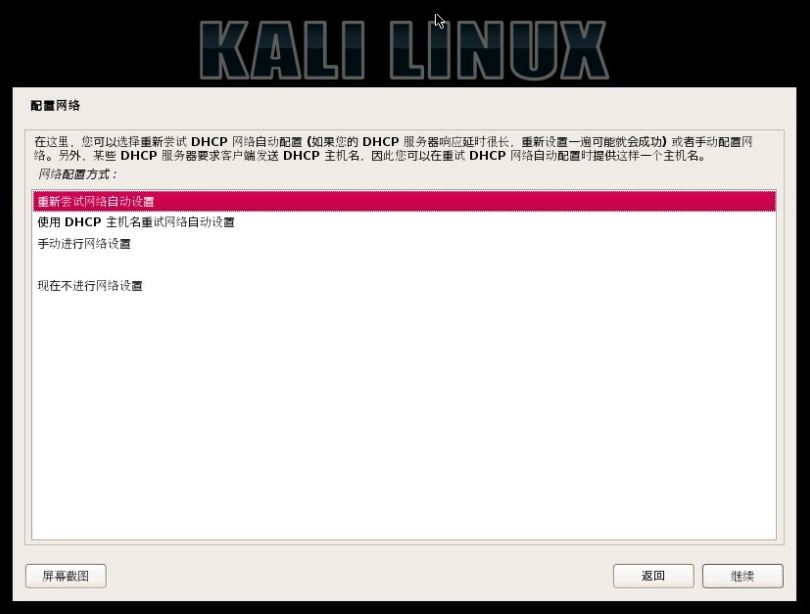 KALI LINUX
配置网络
在这里，您可以选择重新尝试 DHCP 网络自动配置 (如果您的 DHCP 服务器响应延时很长，重新设置一遍可能就会成功) 或者手动配置网
络。另外，某些 DHCP 服务器要求客户端发送 DHCP 主机名，因此您可以在重试 DHCP 网络自动配置时提供这样一个主机名。
网络配置方式：
重新尝试网络自动设置
使用 DHCP 主机名重试网络自动设置
手动进行网络设置
现在不进行网络设置
屏幕截图
返回
继续